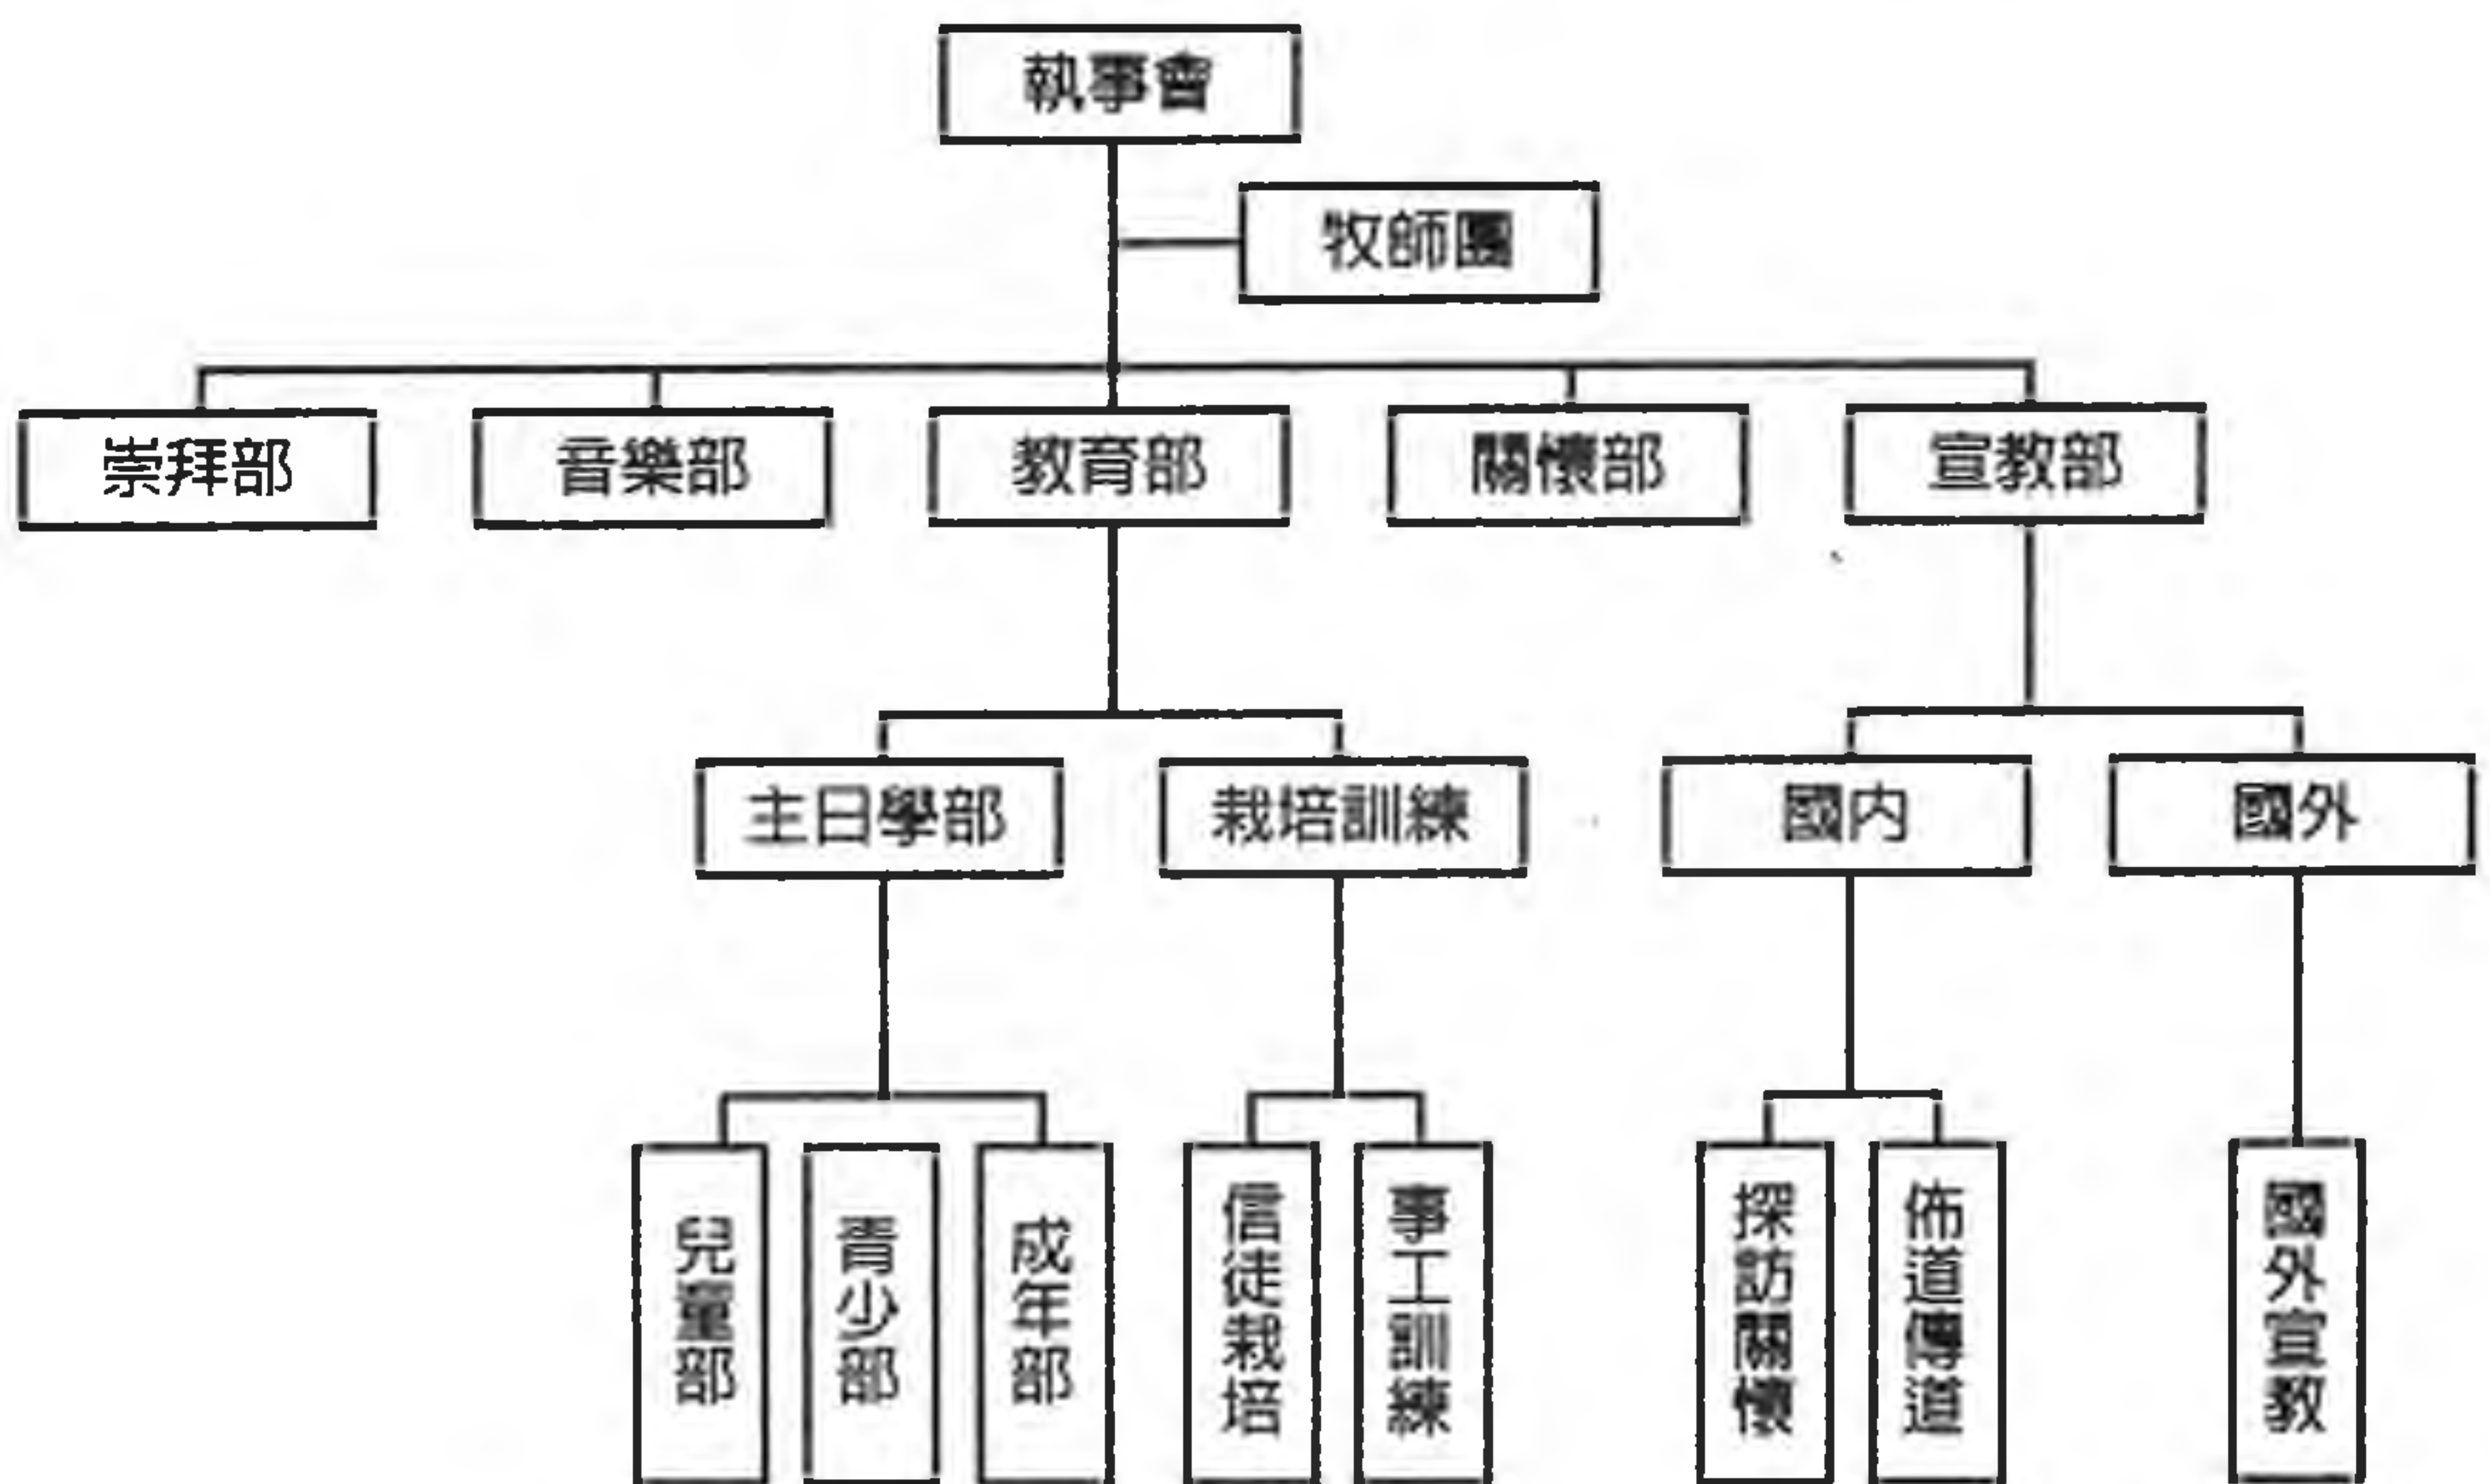 執事會
牧師團
崇拜部
音樂部
教育部
關懷部
宣教部
主日學部
栽培訓練
國內
國外
兒童部
青少部
成年部
信徒栽培
事工訓練
探訪關懷
佈道傳道
國外宣教